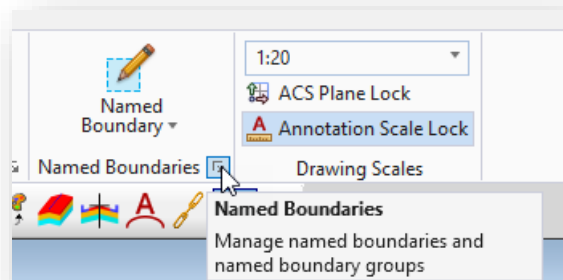 1:20
ACS Plane Lock
Named
Boundary
Annotation Scale Lock
Named Boundaries
Drawing Scales
Named Boundaries
Manage named boundaries and
named boundary groups